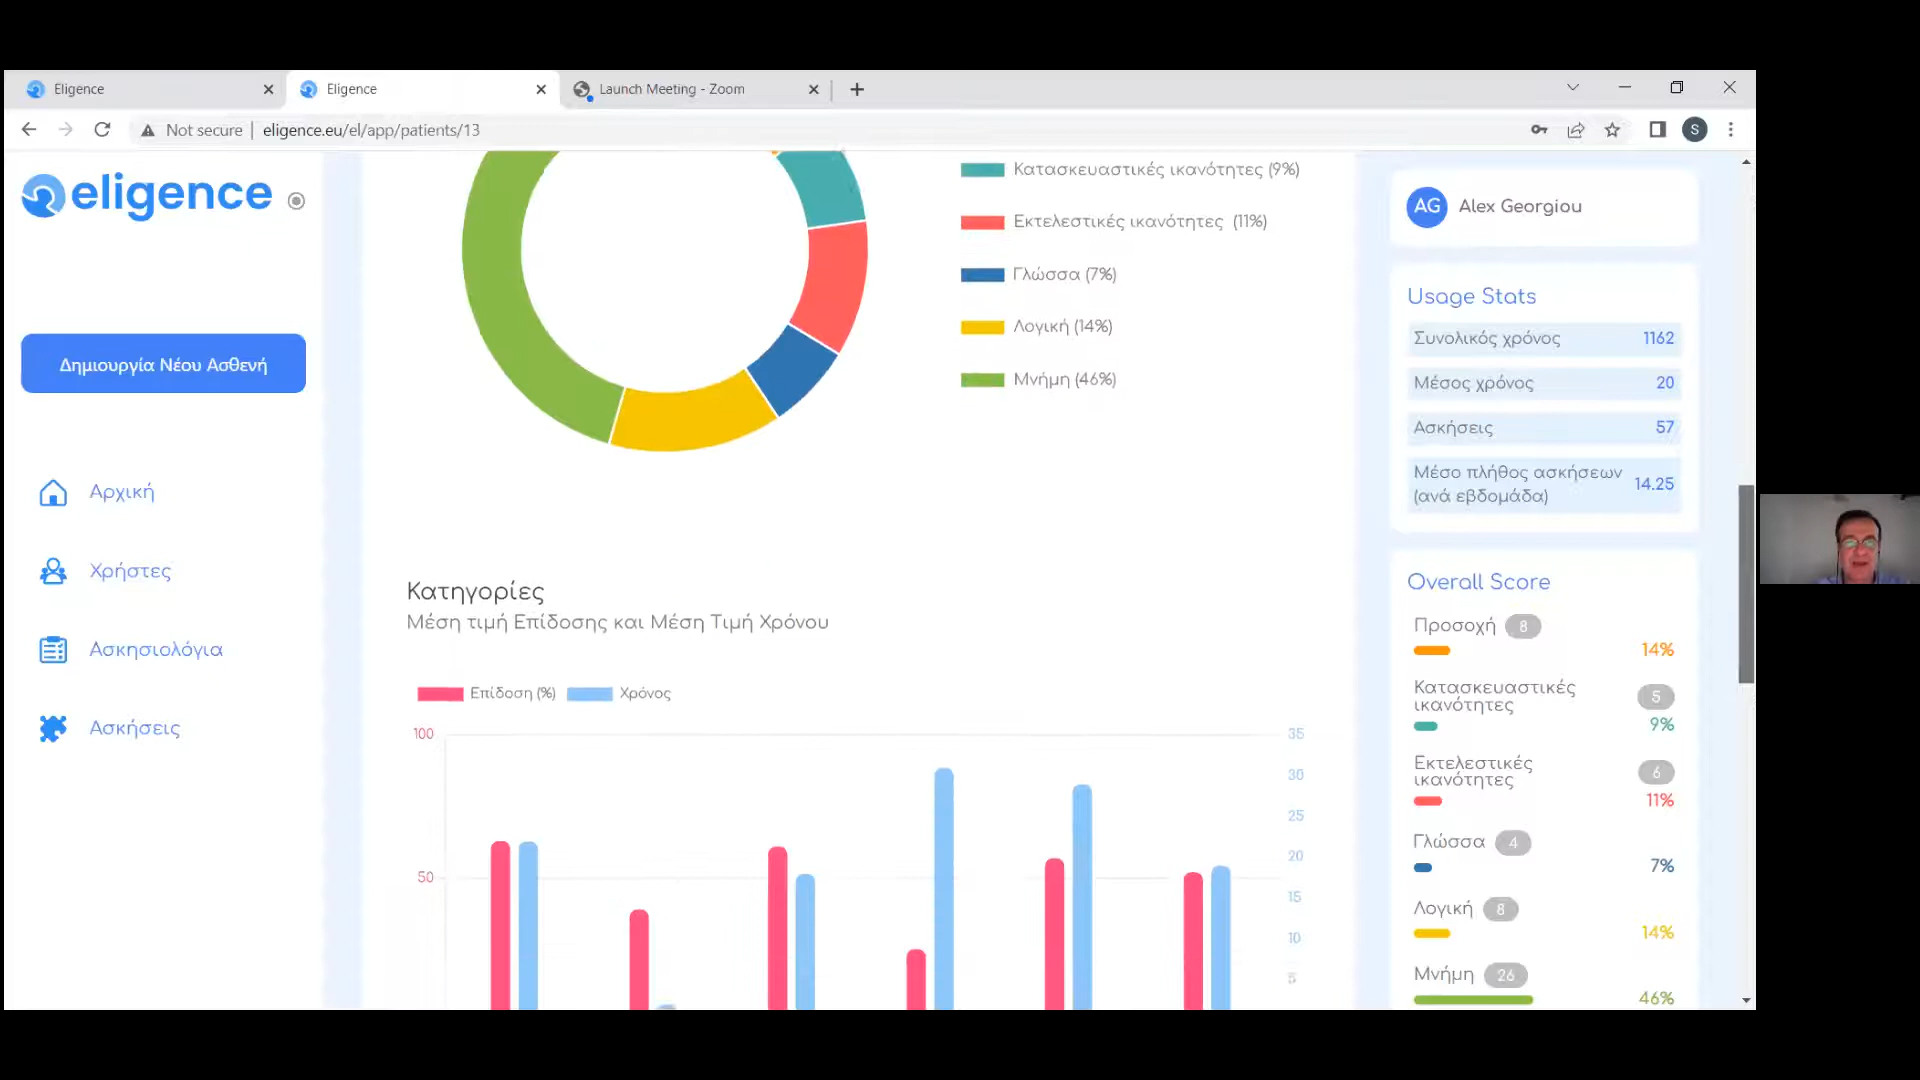 Eligence
Eligence
Launch Meeting - Zoom
Not secure
eligence.eu/el/app/patients/13
S
eligence
Δημιουργία Νέου Ασθενή
Αρχική
Χρήστες
Ασκησιολόγια
Ασκήσεις
Κατασκευαστικές ικανότητες (9%)
Εκτελεστικές ικανότητες (11%)
Γλώσσα (7%)
Λογική (14%)
Μνήμη (46%)
Κατηγορίες
Μέση τιμή Επίδοσης και Μέση Τιμή Χρόνου
Επίδοση (%)
Χρόνος
100
50
35
30
25
20
15
10
5
AG
Alex Georgiou
Usage Stats
Συνολικός χρόνος 1162
Μέσος χρόνος 20
Ασκήσεις 57
Μέσο πλήθος ασκήσεων
(ανά εβδομάδα) 14.25
Overall Score
Προσοχή 8
14%
Κατασκευαστικές
ικανότητες 5
9%
Εκτελεστικές
ικανότητες 6
11%
Γλώσσα 4
7%
Λογική 8
14%
Μνήμη 26
46%